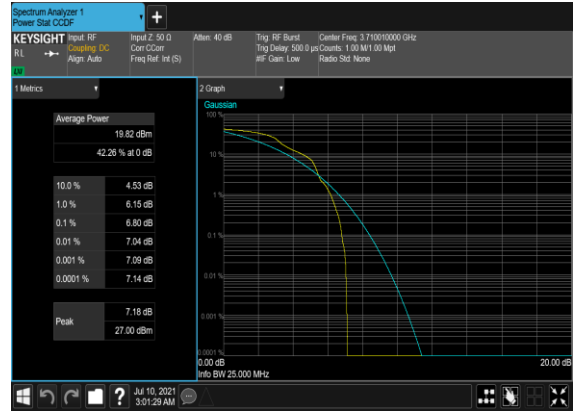 Spectrum Analyzer 1
Power Stat CCDF
KEYSIGHT
RL
LXI
Input: RF
Coupling: DC
Align: Auto
Input Z: 50 Ω
Corr CCorr
Freq Ref: Int (S)
Atten: 40 dB
Trig: RF Burst
Trig Delay: 500.0 µs
#IF Gain: Low
Center Freq: 3.710010000 GHz
Counts: 1.00 M/1.00 Mpt
Radio Std: None
1 Metrics
Average Power
19.82 dBm
42.26 % at 0 dB
10.0 % 4.53 dB
1.0 % 6.15 dB
0.1 % 6.80 dB
0.01 % 7.04 dB
0.001 % 7.09 dB
0.0001 % 7.14 dB
Peak
7.18 dB
27.00 dBm
2 Graph
Gaussian
100 %
10 %
1 %
0.1 %
0.01 %
0.001 %
0.0001 %
0.00 dB 20.00 dB
Info BW 25.000 MHz
?
Jul 10, 2021
3:01:29 AM